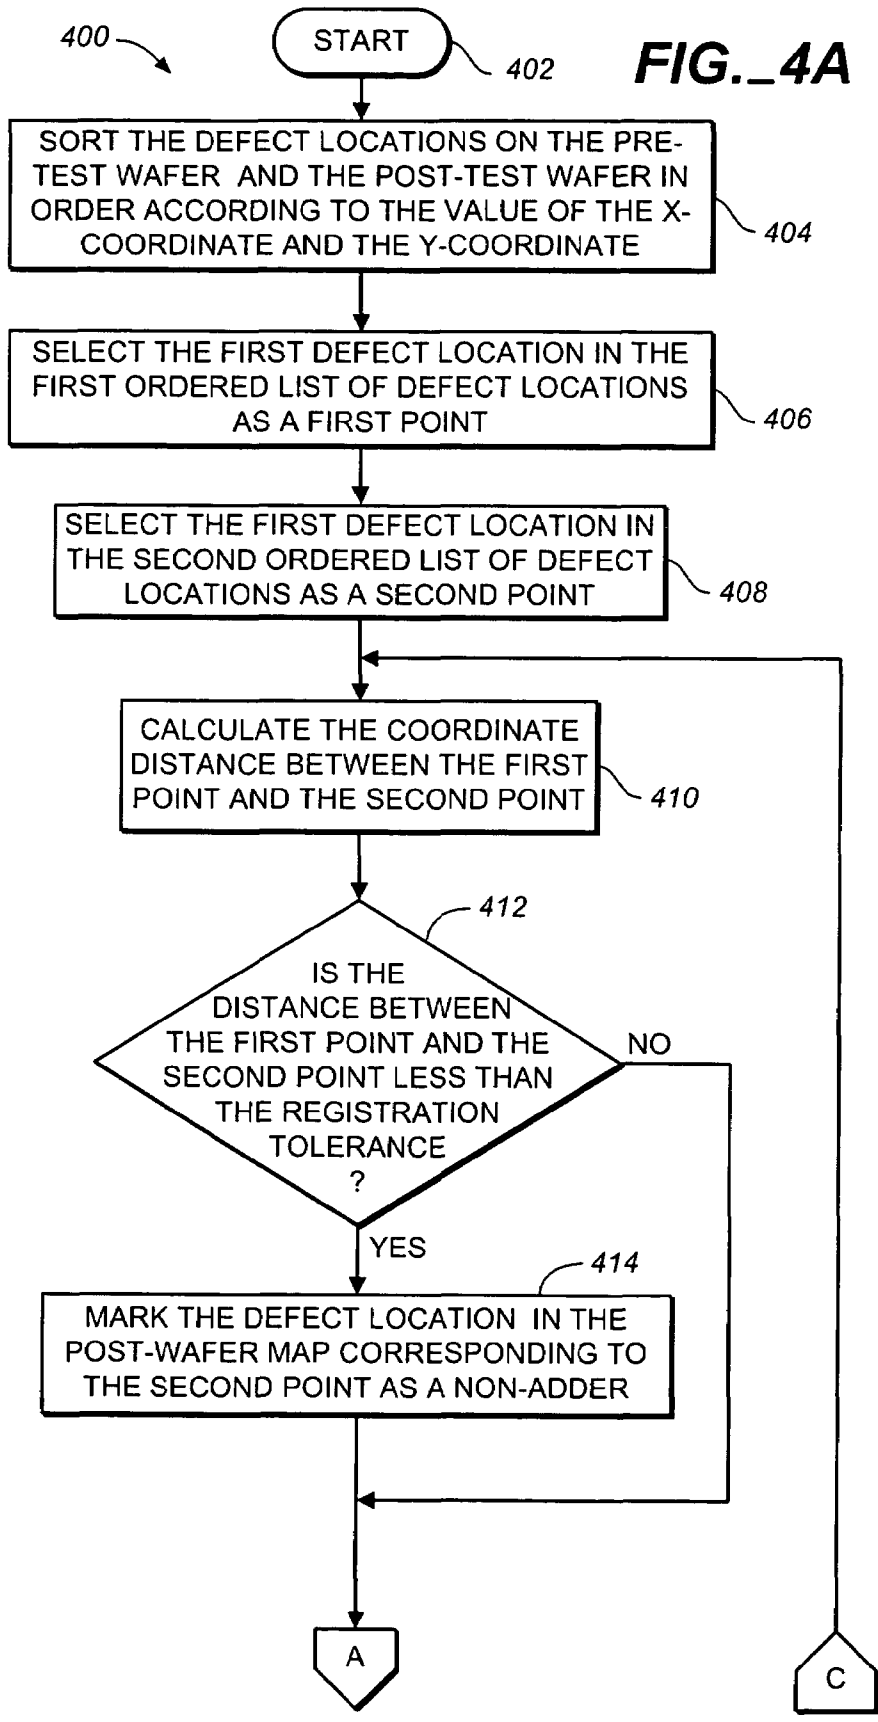 400
START
402
FIG._4A
SORT THE DEFECT LOCATIONS ON THE PRE-
TEST WAFER AND THE POST-TEST WAFER IN
ORDER ACCORDING TO THE VALUE OF THE X-
COORDINATE AND THE Y-COORDINATE
404
SELECT THE FIRST DEFECT LOCATION IN THE
FIRST ORDERED LIST OF DEFECT LOCATIONS
AS A FIRST POINT
406
SELECT THE FIRST DEFECT LOCATION IN
THE SECOND ORDERED LIST OF DEFECT
LOCATIONS AS A SECOND POINT
408
CALCULATE THE COORDINATE
DISTANCE BETWEEN THE FIRST
POINT AND THE SECOND POINT
410
412
IS THE
DISTANCE BETWEEN
THE FIRST POINT AND THE
SECOND POINT LESS THAN
THE REGISTRATION
TOLERANCE
?
NO
YES
414
MARK THE DEFECT LOCATION IN THE
POST-WAFER MAP CORRESPONDING TO
THE SECOND POINT AS A NON-ADDER
A
C